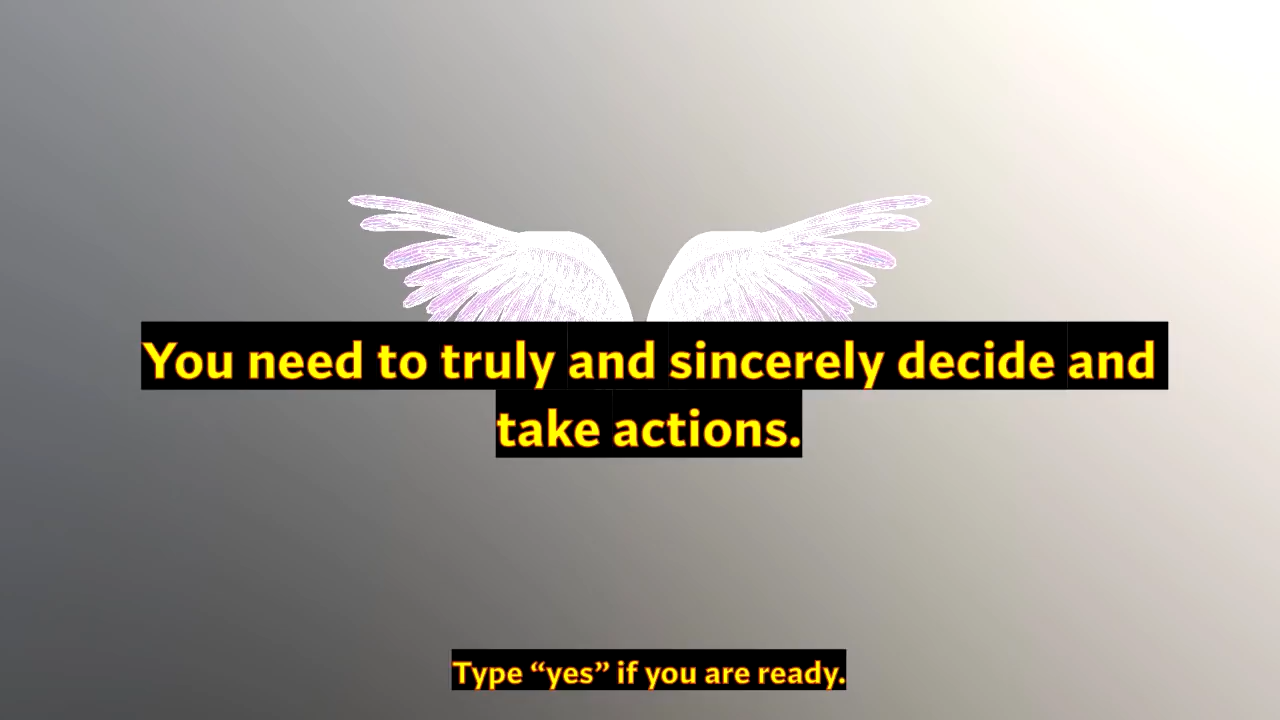 You need to truly and sincerely decide and
take actions.
Type “yes” if you are ready.